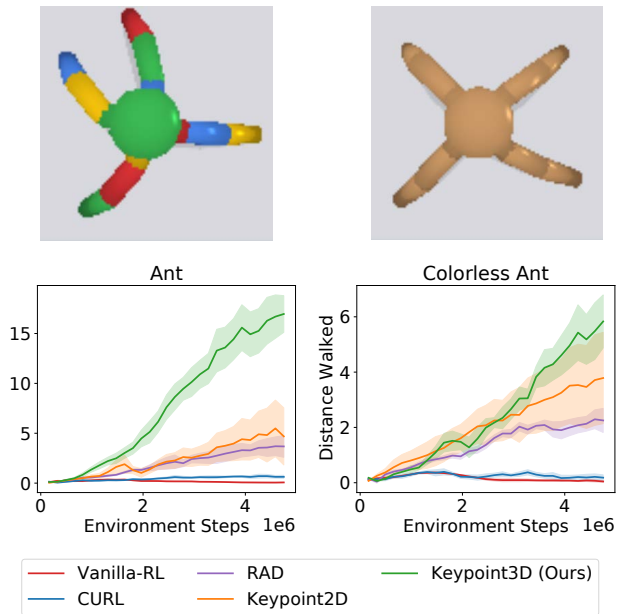 Ant
Colorless Ant
15
10
5
0
0
2
4
Environment Steps
1e6
Distance Walked
6
4
2
0
0
2
4
Environment Steps
1e6
Vanilla-RL
RAD
Keypoint3D (Ours)
CURL
Keypoint2D